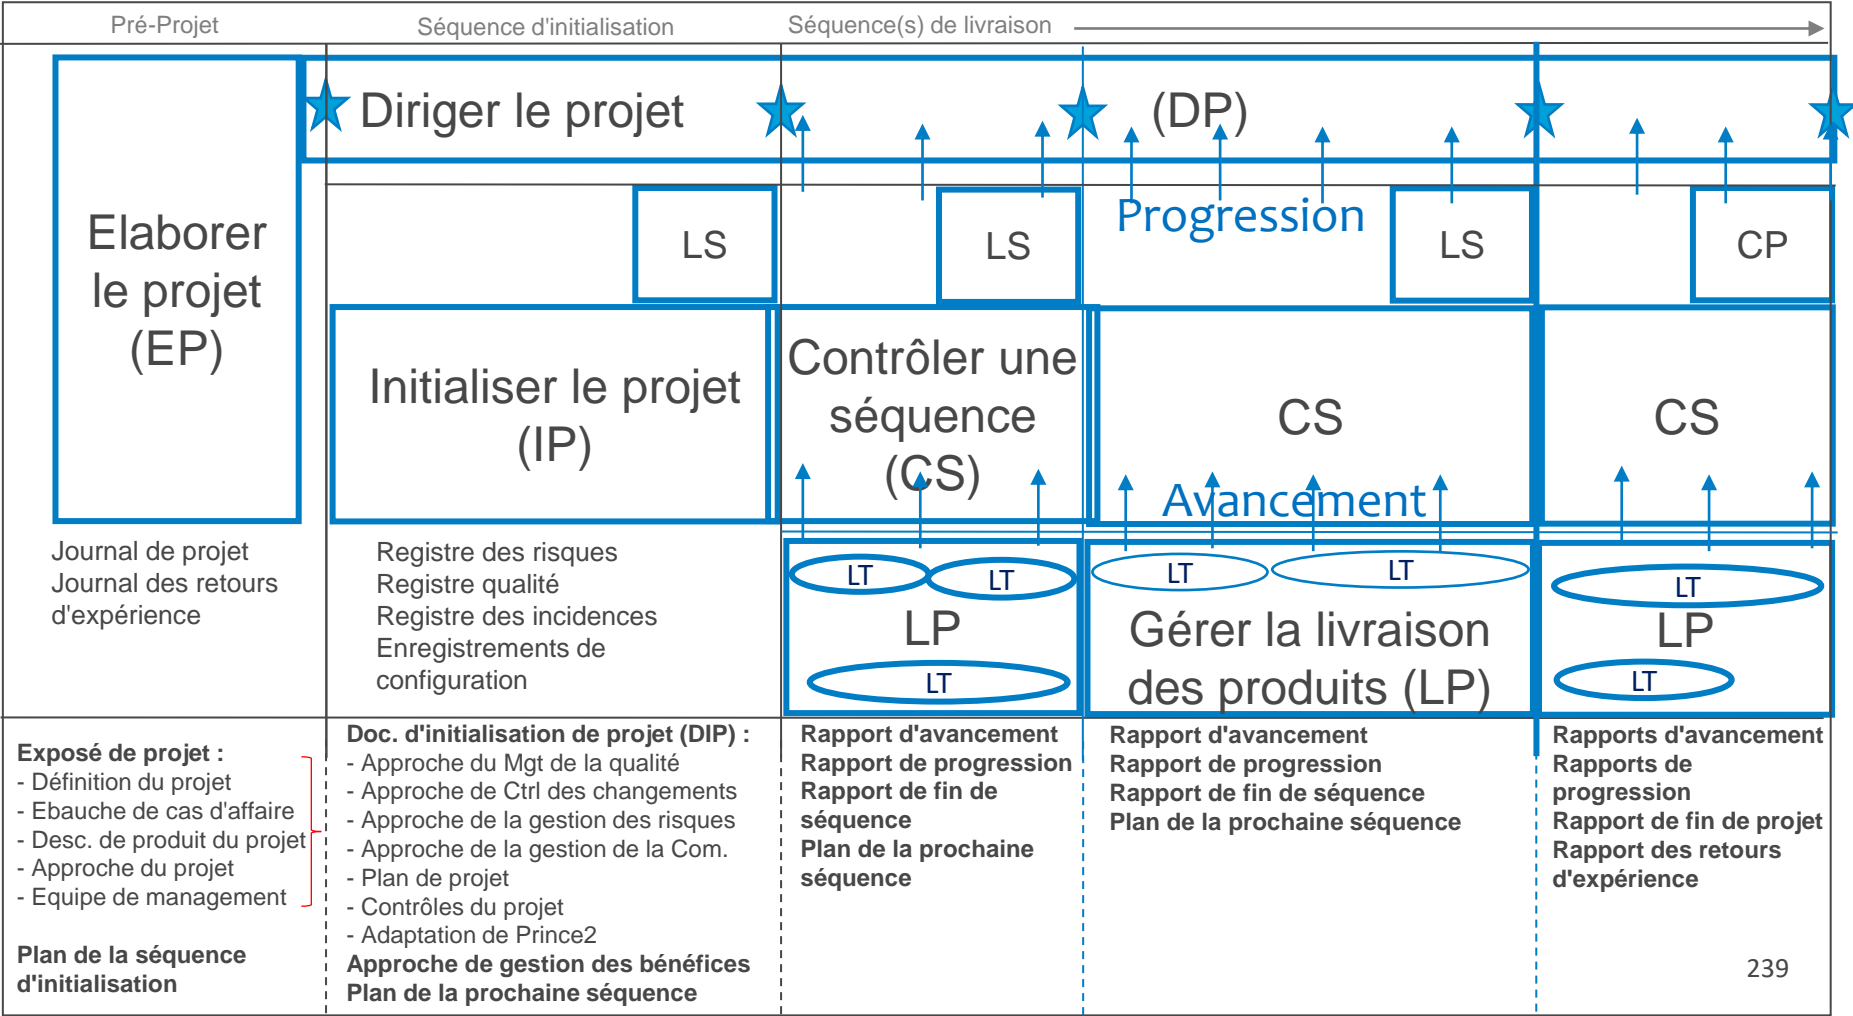 Pré-Projet
Séquence d'initialisation
Séquence(s) de livraison
Diriger le projet
(DP)
Elaborer
le projet
(EP)
LS
LS
Progression
LS
CP
Initialiser le projet
(IP)
Contrôler une
séquence
(CS)
CS
CS
Avancement
Journal de projet
Journal des retours
d'expérience
Registre des risques
Registre qualité
Registre des incidences
Enregistrements de
configuration
LT
LT
LP
LT
LT
LT
Gérer la livraison
des produits (LP)
LT
LP
LT
Exposé de projet :
- Définition du projet
- Ebauche de cas d'affaire
- Desc. de produit du projet
- Approche du projet
- Equipe de management
Plan de la séquence
d'initialisation
Doc. d'initialisation de projet (DIP) :
- Approche du Mgt de la qualité
- Approche de Ctrl des changements
- Approche de la gestion des risques
- Approche de la gestion de la Com.
- Plan de projet
- Contrôles du projet
- Adaptation de Prince2
Approche de gestion des bénéfices
Plan de la prochaine séquence
Rapport d'avancement
Rapport de progression
Rapport de fin de
séquence
Plan de la prochaine
séquence
Rapport d'avancement
Rapport de progression
Rapport de fin de séquence
Plan de la prochaine séquence
Rapports d'avancement
Rapports de
progression
Rapport de fin de projet
Rapport des retours
d'expérience
239